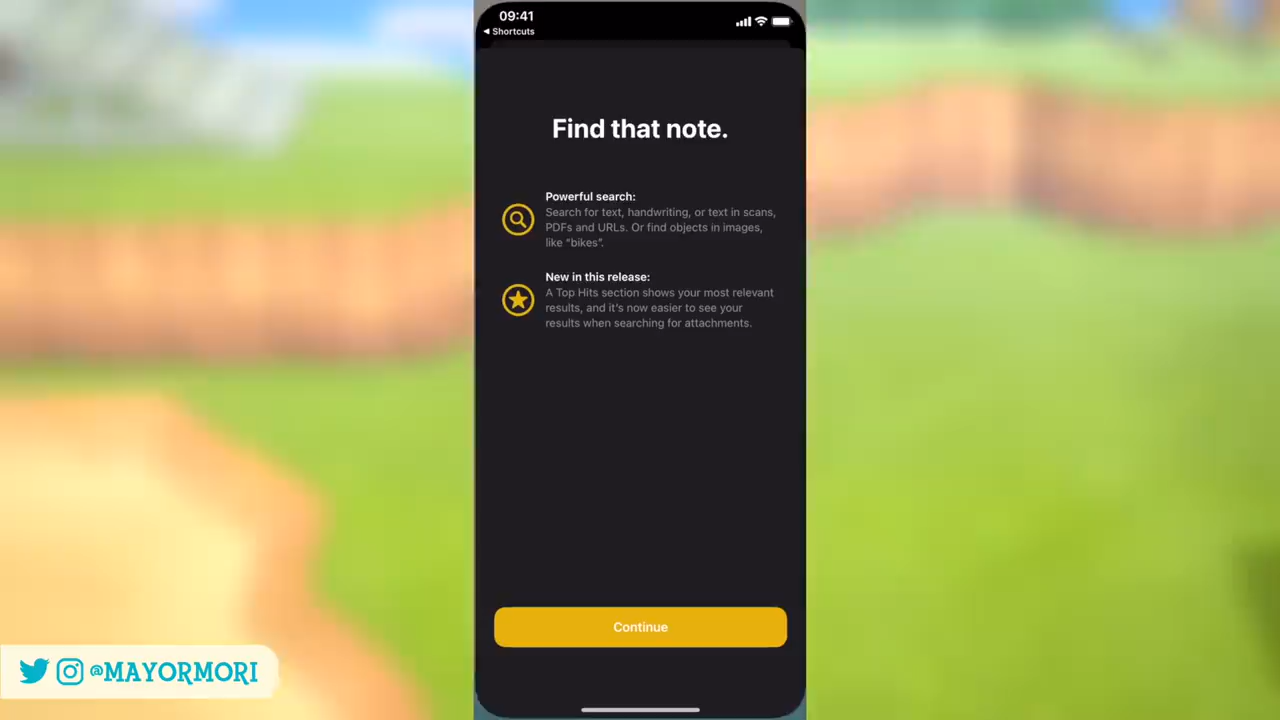 09:41
◀ Shortcuts
Find that note.
Powerful search:
Search for text, handwriting, or text in scans,
PDFs and URLs. Or find objects in images,
like “bikes”.
New in this release:
A Top Hits section shows your most relevant
results, and it’s now easier to see your
results when searching for attachments.
Continue
@MAYORMORI